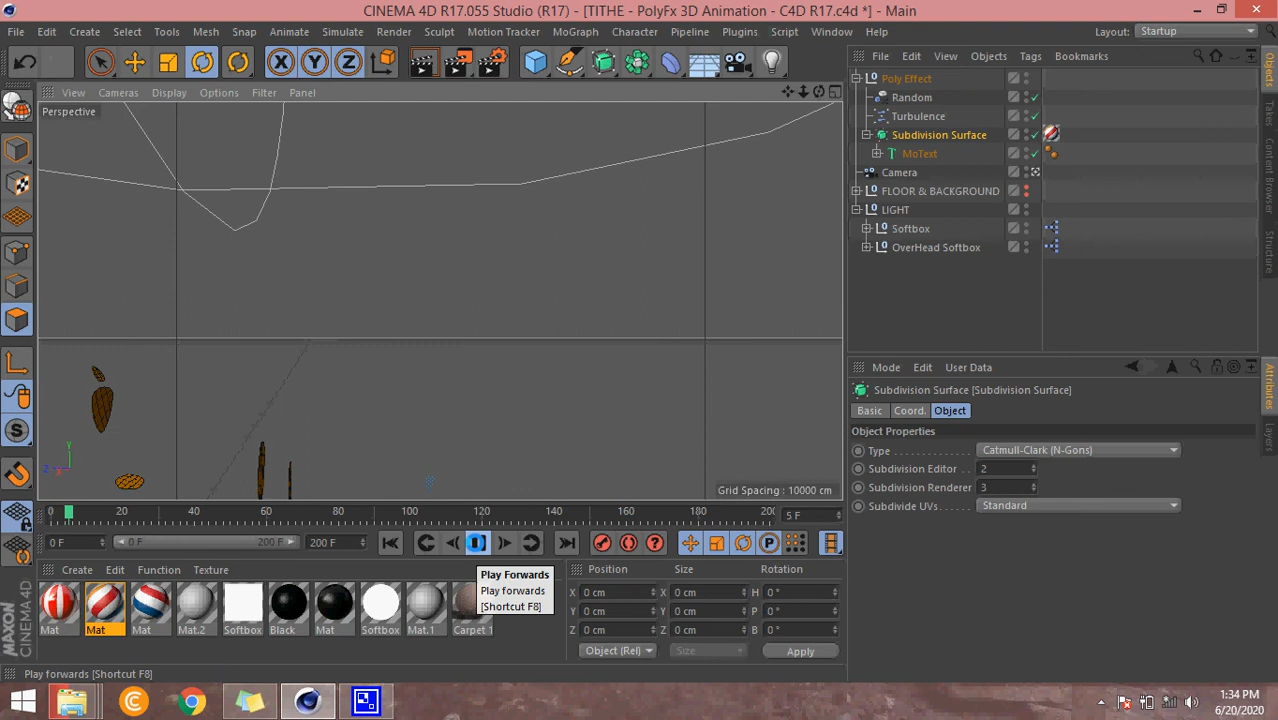 CINEMA 4D R17.055 Studio (R17) - [TITHE - PolyFx 3D Animation - C4D R17.c4d *] - Main
File Edit Create Select Tools Mesh Snap Animate Simulate Render Sculpt Motion Tracker MoGraph Character Pipeline Plugins Script Window Help Layout: Startup
File Edit View Objects Tags Bookmarks
View Cameras Display Options Filter Panel
Perspective
Poly Effect
Random
Turbulence
Subdivision Surface
MoText
Camera
FLOOR & BACKGROUND
LIGHT
Softbox
OverHead Softbox
Objects
Takes
Content Browser
Structure
Mode Edit User Data
Subdivision Surface [Subdivision Surface]
Basic Coord. Object
Object Properties
Type Catmull-Clark (N-Gons)
Subdivision Editor 2
Subdivision Renderer 3
Subdivide UVs Standard
Attributes
Layers
Y
Z
X
Grid Spacing : 10000 cm
0 20 40 60 80 100 120 140 160 180 200 5 F
0 F 0 F 200 F 200 F
Play Forwards
Play forwards
[Shortcut F8]
Create Edit Function Texture
Mat Mat Mat Mat.2 Softbox Black Mat Softbox Mat.1 Carpet 1
Position Size Rotation
X 0 cm X 0 cm H 0 °
Y 0 cm Y 0 cm P 0 °
Z 0 cm Z 0 cm B 0 °
Object (Rel) Size Apply
MAXON CINEMA 4D
Play forwards [Shortcut F8]
1:34 PM
6/20/2020